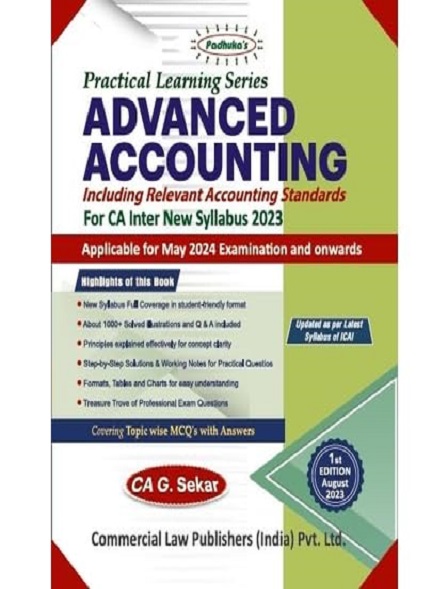 Padhuka's
Practical Learning Series
ADVANCED
ACCOUNTING
Including Relevant Accounting Standards
For CA Inter New Syllabus 2023
Applicable for May 2024 Examination and onwards
Highlights of this Book
New Syllabus Full Coverage in student-friendly format
About 1000+ Solved Illustrations and Q & A included
Principles explained effectively for concept clarity
Step-by-Step Solutions & Working Notes for Practical Questios
Formats, Tables and Charts for easy understanding
Treasure Trove of Professional Exam Questions
Updated as per Latest
Syllabus of ICAI
Covering Topic wise MCQ's with Answers
CA G. Sekar
1st
EDITION
August
2023
Commercial Law Publishers (India) Pvt. Ltd.